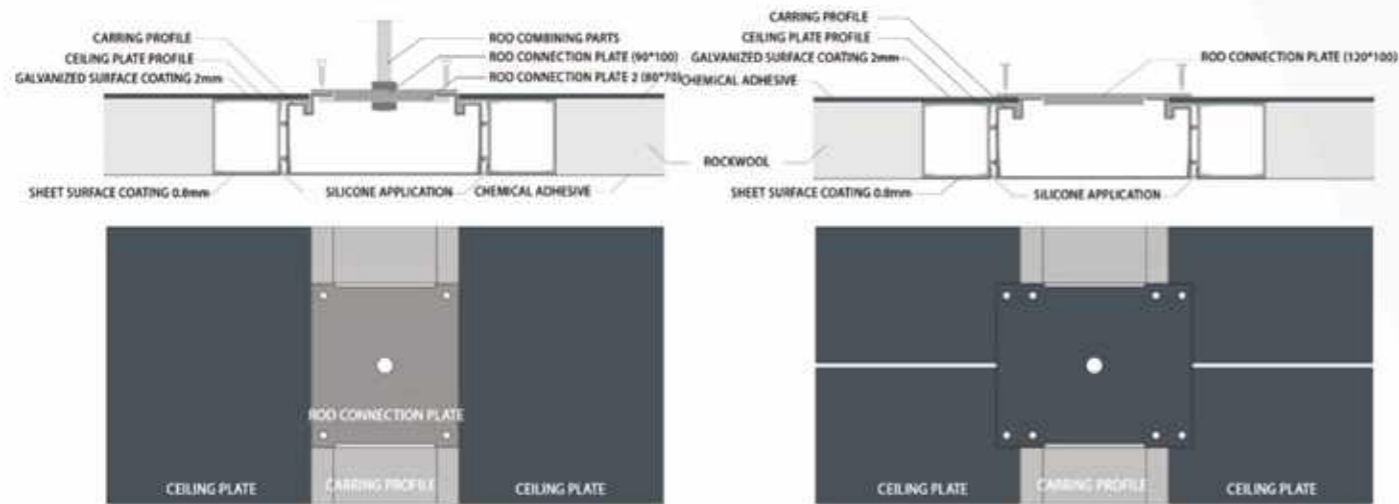 CARRING PROFILE
CEILING PLATE PROFILE
GALVANIZED SURFACE COATING 2mm
ROD COMBINING PARTS
ROD CONNECTION PLATE (90*100)
ROD CONNECTION PLATE 2 (80*70)
CHEMICAL ADHESIVE
ROCKWOOL
SHEET SURFACE COATING 0.8mm
SILICONE APPLICATION
CHEMICAL ADHESIVE
CARRING PROFILE
CEILING PLATE PROFILE
GALVANIZED SURFACE COATING 2mm
ROD CONNECTION PLATE (120*100)
SHEET SURFACE COATING 0.8mm
SILICONE APPLICATION
ROD CONNECTION PLATE
CEILING PLATE
CARRING PROFILE
CEILING PLATE
CEILING PLATE
CARRING PROFILE
CEILING PLATE